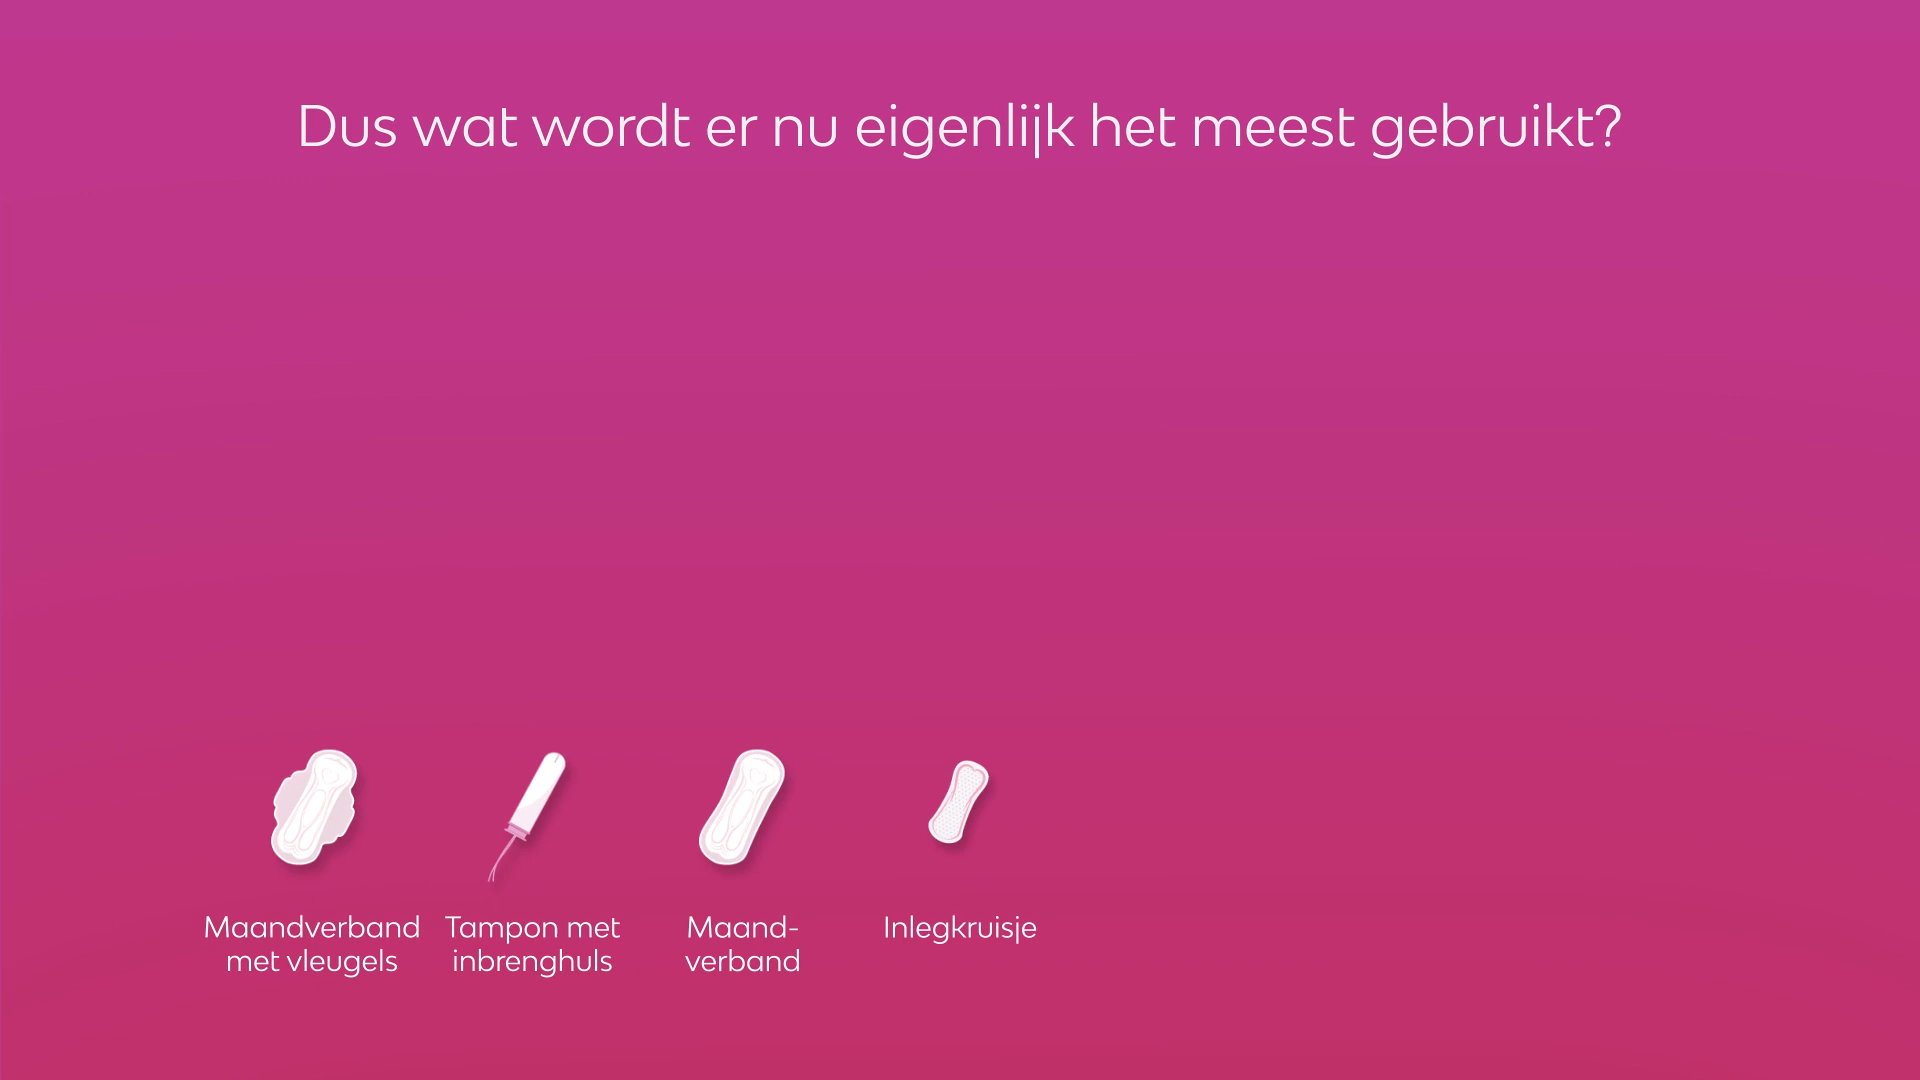 Dus wat wordt er nu eigenlijk het meest gebruikt?
Maandverband
met vleugels
Tampon met
inbrenghuls
Maand-
verband
Inlegkruisje